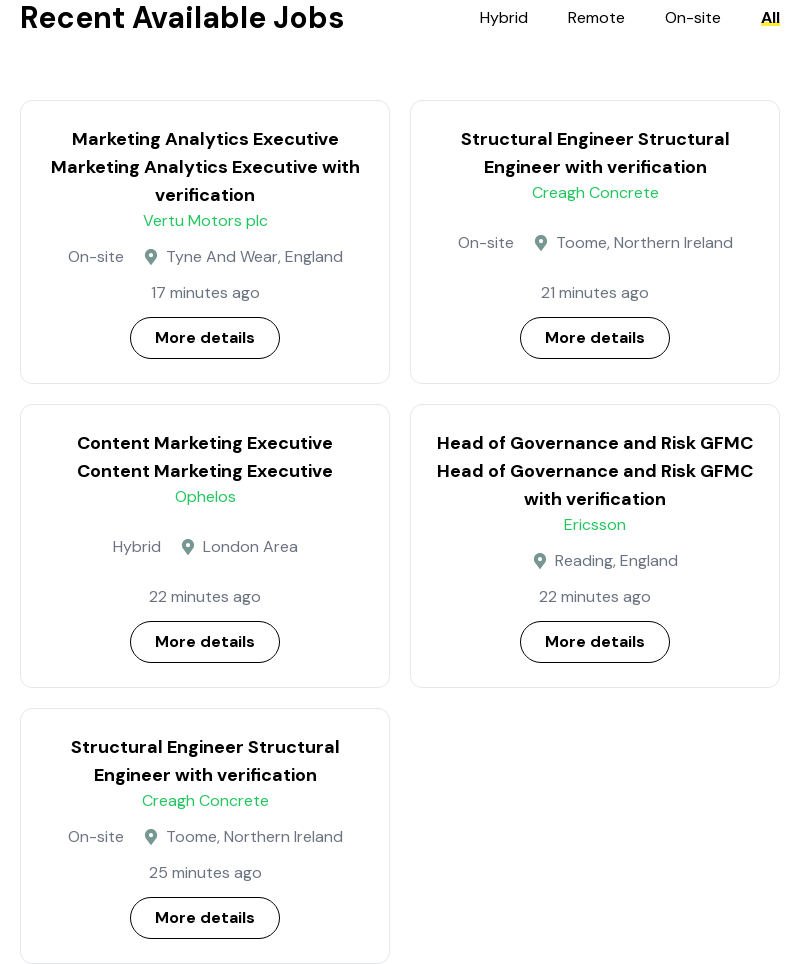 Recent Available Jobs
Hybrid
Remote
On-site
All
Marketing Analytics Executive
Marketing Analytics Executive with
verification
Vertu Motors plc
On-site
Tyne And Wear, England
17 minutes ago
More details
Structural Engineer Structural
Engineer with verification
Creagh Concrete
On-site
Toome, Northern Ireland
21 minutes ago
More details
Content Marketing Executive
Content Marketing Executive
Ophelos
Hybrid
London Area
22 minutes ago
More details
Head of Governance and Risk GFMC
Head of Governance and Risk GFMC
with verification
Ericsson
Reading, England
22 minutes ago
More details
Structural Engineer Structural
Engineer with verification
Creagh Concrete
On-site
Toome, Northern Ireland
25 minutes ago
More details